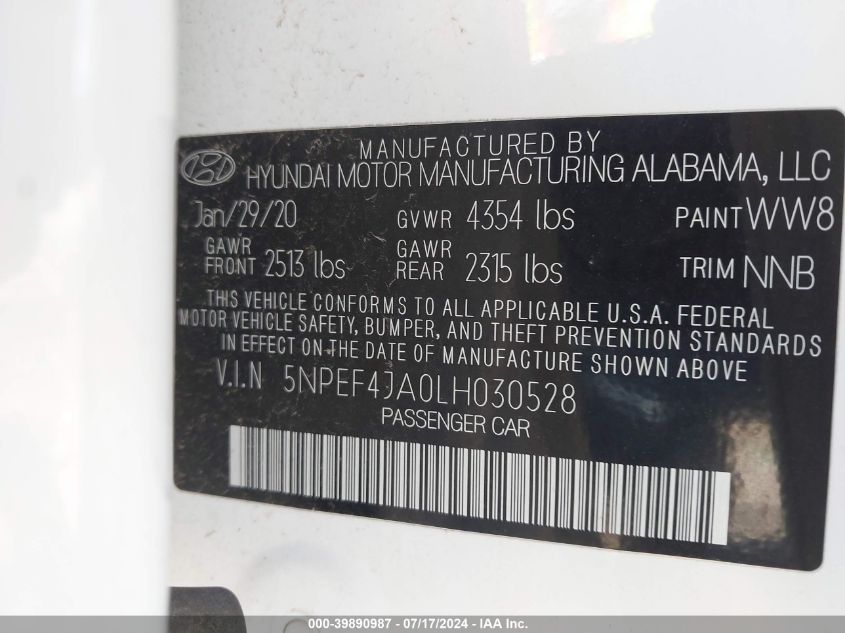 MANUFACTURED BY
HYUNDAI MOTOR MANUFACTURING ALABAMA, LLC
Jan/29/20 GVWR 4354 lbs PAINT WW8
GAWR FRONT 2513 lbs GAWR REAR 2315 lbs TRIM NNB
THIS VEHICLE CONFORMS TO ALL APPLICABLE U.S.A. FEDERAL
MOTOR VEHICLE SAFETY, BUMPER, AND THEFT PREVENTION STANDARDS
IN EFFECT ON THE DATE OF MANUFACTURE SHOWN ABOVE
V.I.N 5NPEF4JA0LH030528
PASSENGER CAR
000-39890987 - 07/17/2024 - IAA Inc.